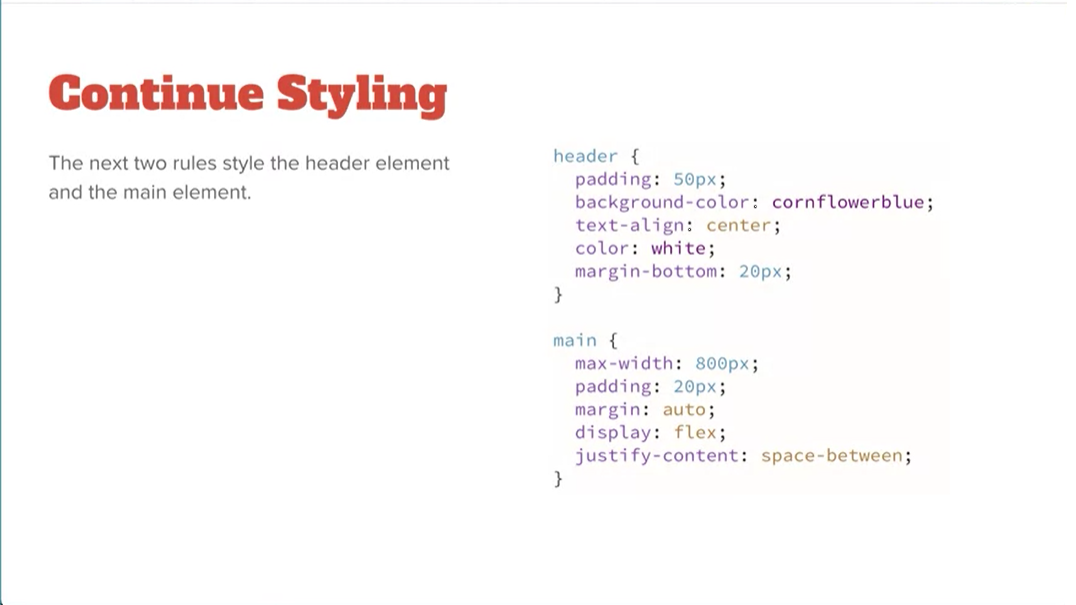 Continue Styling
The next two rules style the header element
and the main element.
header {
  padding: 50px;
  background-color: cornflowerblue;
  text-align: center;
  color: white;
  margin-bottom: 20px;
}

main {
  max-width: 800px;
  padding: 20px;
  margin: auto;
  display: flex;
  justify-content: space-between;
}